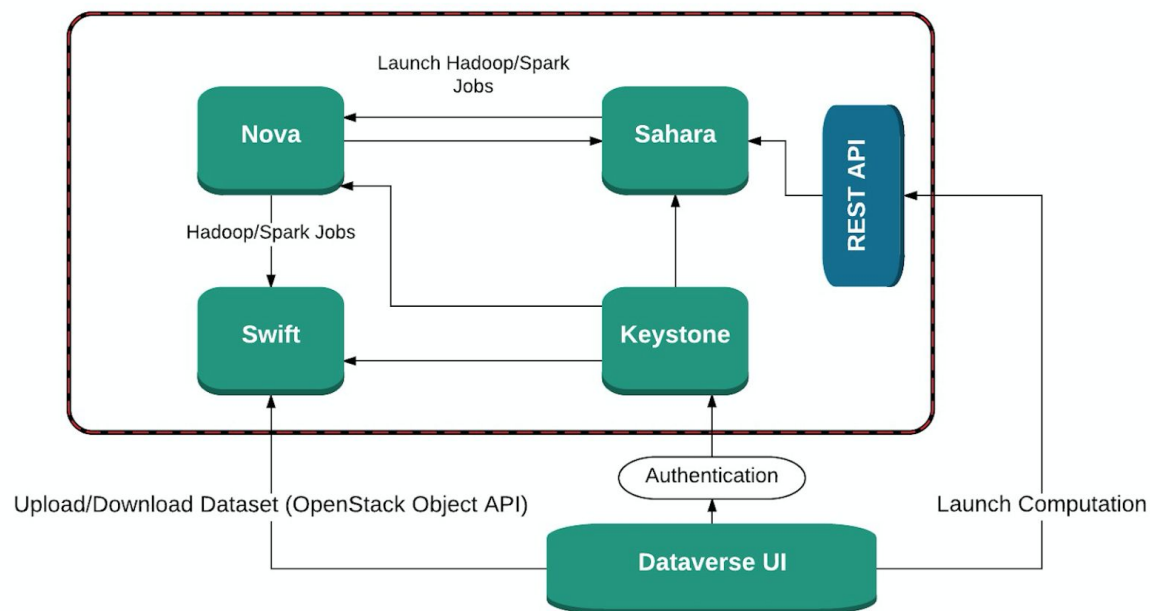 Launch Hadoop/Spark
Jobs
Nova
Sahara
REST API
Hadoop/Spark Jobs
Swift
Keystone
Authentication
Upload/Download Dataset (OpenStack Object API)
Launch Computation
Dataverse UI